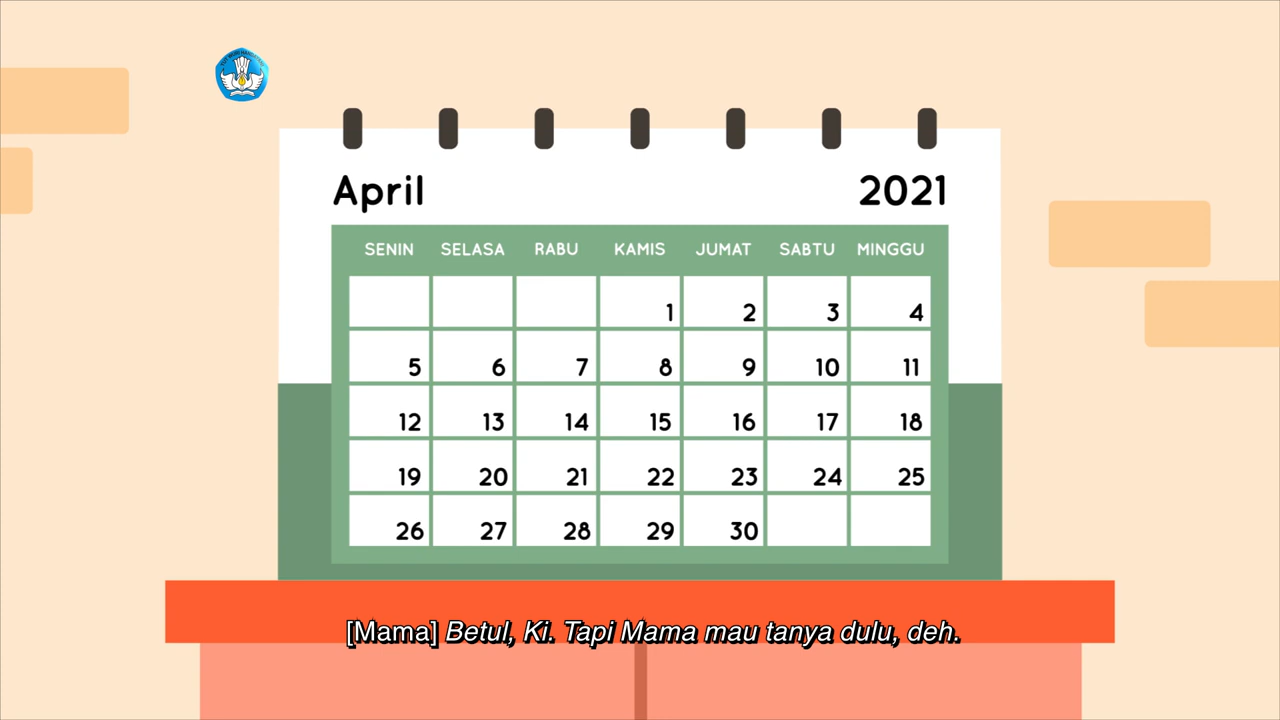 April 2021
SENIN SELASA RABU KAMIS JUMAT SABTU MINGGU
1 2 3 4
5 6 7 8 9 10 11
12 13 14 15 16 17 18
19 20 21 22 23 24 25
26 27 28 29 30
[Mama] Betul, Ki. Tapi Mama mau tanya dulu, deh.